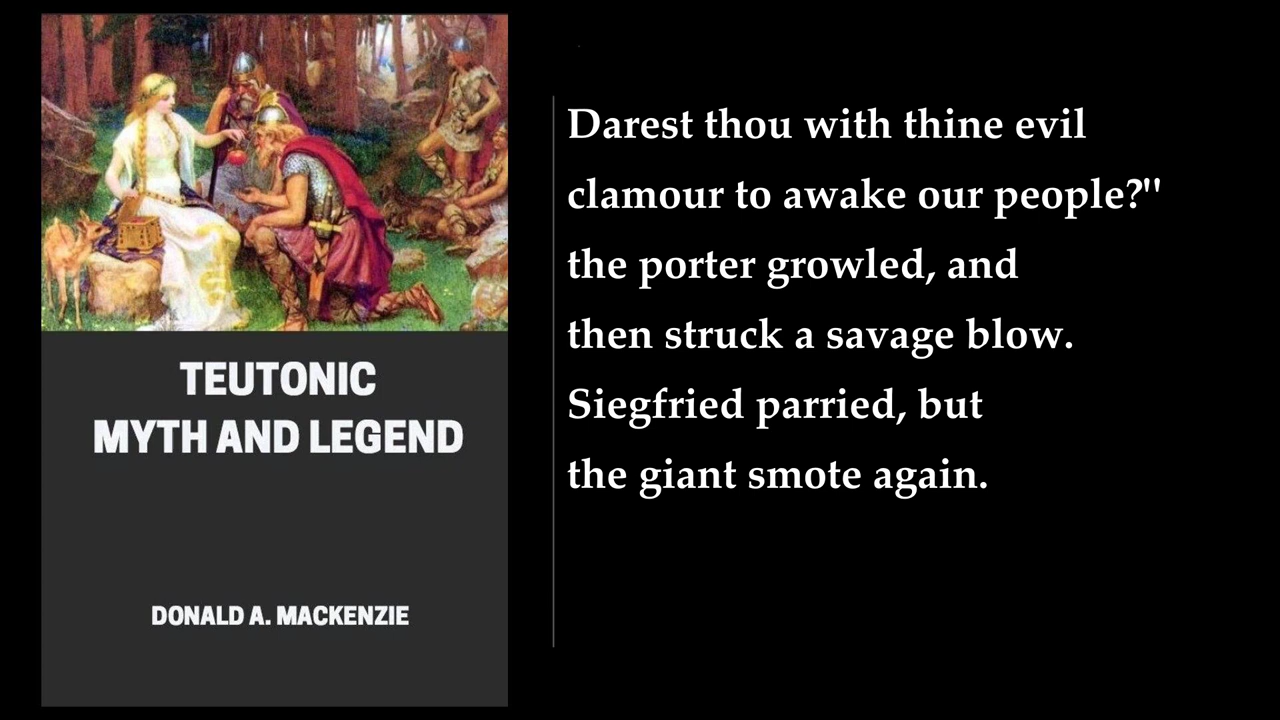 TEUTONIC
MYTH AND LEGEND
DONALD A. MACKENZIE
Darest thou with thine evil
clamour to awake our people?"
the porter growled, and
then struck a savage blow.
Siegfried parried, but
the giant smote again.